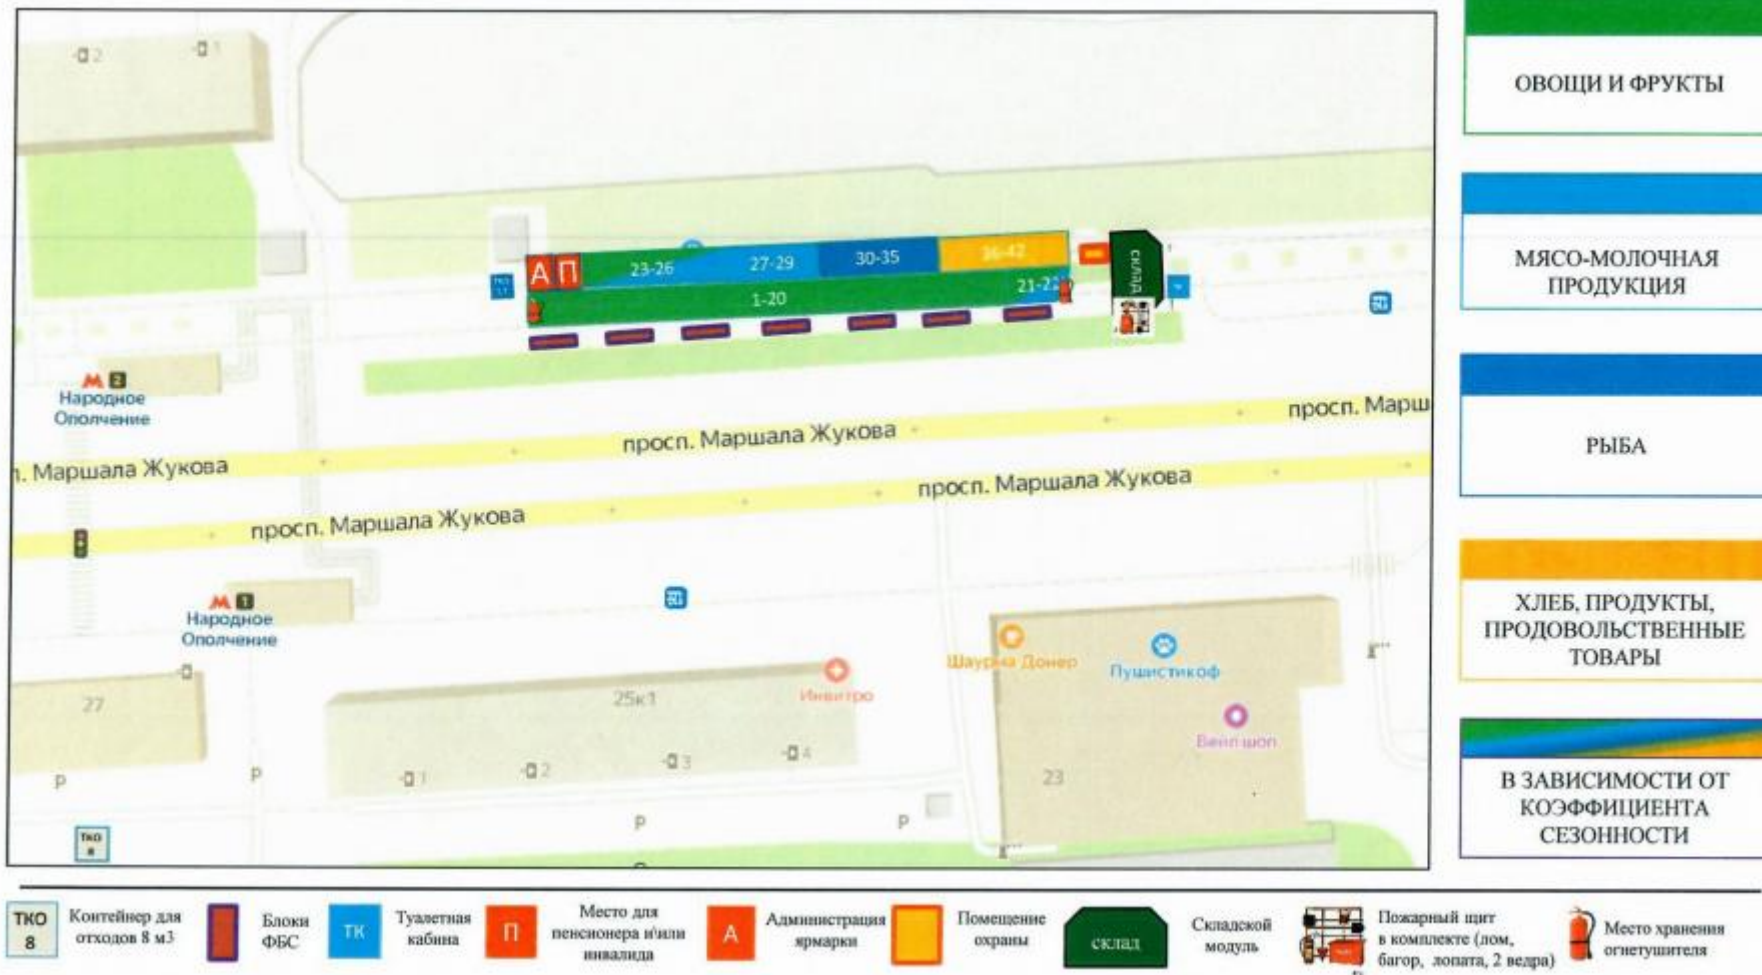 2
1
23-26
27-29
30-35
36-42
А П
1-20
21-22
склад
М 2
Народное
Ополчение
просп. Марш
просп. Маршала Жукова
п. Маршала Жукова
просп. Маршала Жукова
просп. Маршала Жукова
М 1
Народное
Ополчение
Шаурма Донер
Пушистикоф
Инвитро
Вейп шоп
27
25к1
23
1
2
3
4
P
P
P
P
ТКО
8
ОВОЩИ И ФРУКТЫ
МЯСО-МОЛОЧНАЯ
ПРОДУКЦИЯ
РЫБА
ХЛЕБ, ПРОДУКТЫ,
ПРОДОВОЛЬСТВЕННЫЕ
ТОВАРЫ
В ЗАВИСИМОСТИ ОТ
КОЭФФИЦИЕНТА
СЕЗОННОСТИ
ТКО
8
Контейнер для
отходов 8 м3
Блоки
ФБС
ТК
Туалетная
кабина
П
Место для
пенсионера и\или
инвалида
А
Администрация
ярмарки
Помещение
охраны
склад
Складской
модуль
Пожарный щит
в комплекте (лом,
багор, лопата, 2 ведра)
Место хранения
огнетушителя